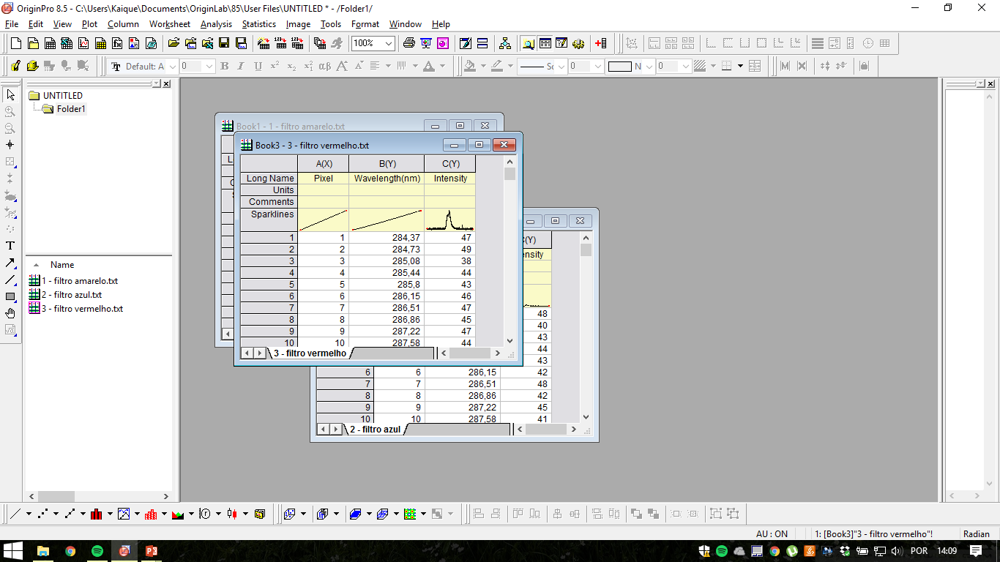 OriginPro 8.5 - C:\Users\Kaique\Documents\OriginLab\85\User Files\UNTITLED * - /Folder1/
File Edit View Plot Column Worksheet Analysis Statistics Image Tools Format Window Help
100%
Default: A 0 B I U x² x₂ αβ A A A 0 N 0
UNTITLED
Folder1
Name
1 - filtro amarelo.txt
2 - filtro azul.txt
3 - filtro vermelho.txt
Book1 - 1 - filtro amarelo.txt
Book3 - 3 - filtro vermelho.txt
A(X) B(Y) C(Y)
Long Name Pixel Wavelength(nm) Intensity
Units
Comments
Sparklines
1 1 284,37 47
2 2 284,73 49
3 3 285,08 38
4 4 285,44 44
5 5 285,8 43
6 6 286,15 46
7 7 286,51 47
8 8 286,86 45
9 9 287,22 47
10 10 287,58 44
3 - filtro vermelho
(Y)
ensity
48
40
43
44
43
6 6 286,15 42
7 7 286,51 48
8 8 286,86 42
9 9 287,22 45
10 10 287,58 41
2 - filtro azul
AU : ON 1: [Book3]"3 - filtro vermelho"! Radian
POR 14:09